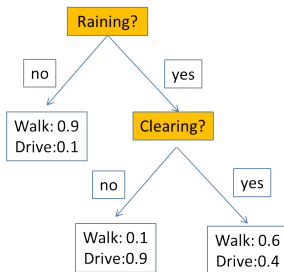 Raining?
no
yes
Walk: 0.9
Drive:0.1
Clearing?
no
yes
Walk: 0.1
Drive:0.9
Walk: 0.6
Drive:0.4